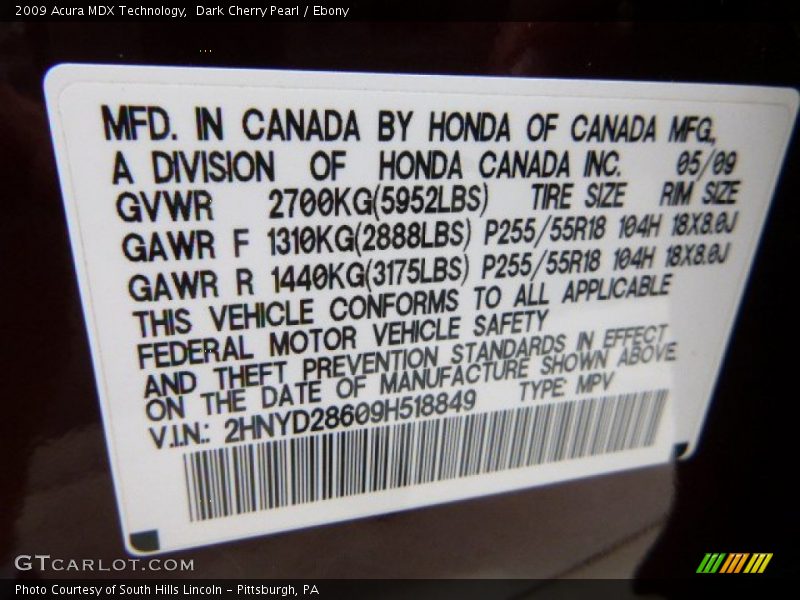 2009 Acura MDX Technology,  Dark Cherry Pearl / Ebony
MFD. IN CANADA BY HONDA OF CANADA MFG.,
A DIVISION OF HONDA CANADA INC. 05/09
GVWR 2700KG(5952LBS) TIRE SIZE RIM SIZE
GAWR F 1310KG(2888LBS) P255/55R18 104H 18X8.0J
GAWR R 1440KG(3175LBS) P255/55R18 104H 18X8.0J
THIS VEHICLE CONFORMS TO ALL APPLICABLE
FEDERAL MOTOR VEHICLE SAFETY
AND THEFT PREVENTION STANDARDS IN EFFECT
ON THE DATE OF MANUFACTURE SHOWN ABOVE
V.I.N.: 2HNYD28609H518849 TYPE: MPV
GTCARLOT.COM
Photo Courtesy of South Hills Lincoln - Pittsburgh, PA